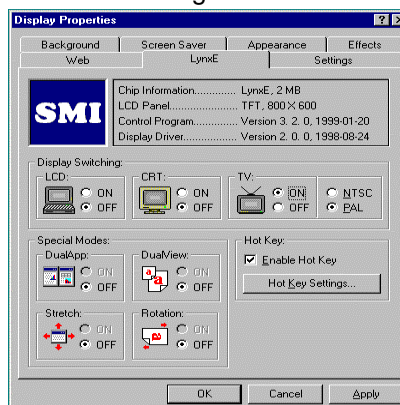 Display Properties
Background Screen Saver Appearance Effects
Web LynxE Settings
SMI
Chip Information.............. LynxE, 2 MB
LCD Panel...................... TFT, 800 X 600
Control Program.............. Version 3. 2. 0, 1999-01-20
Display Driver.................. Version 2. 0. 0, 1998-08-24
Display Switching:
LCD: CRT: TV:
ON ON ON NTSC
OFF OFF OFF PAL
Special Modes: Hot Key:
DualApp: DualView: Enable Hot Key
ON ON
OFF a a OFF Hot Key Settings...
Stretch: Rotation:
ON ON
OFF a OFF
OK Cancel Apply